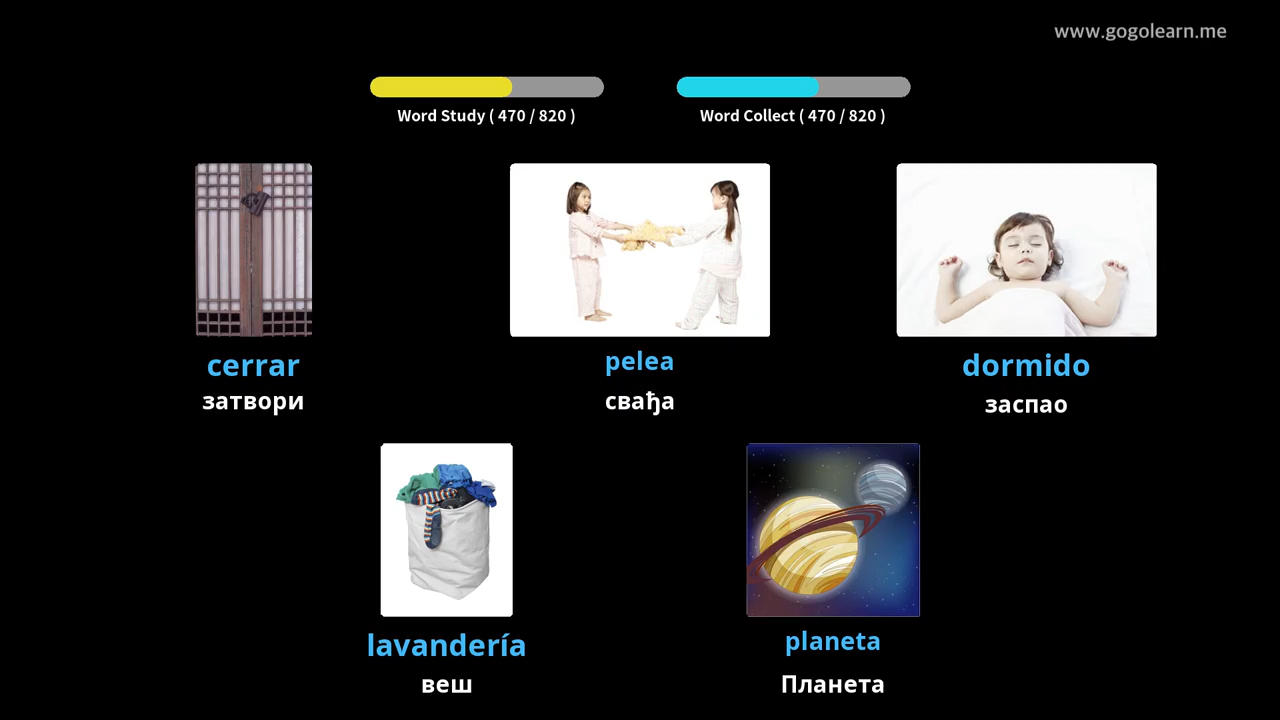 www.gogolearn.me
Word Study ( 470 / 820 )
Word Collect ( 470 / 820 )
cerrar
затвори
pelea
свађа
dormido
заспао
lavandería
веш
planeta
Планета